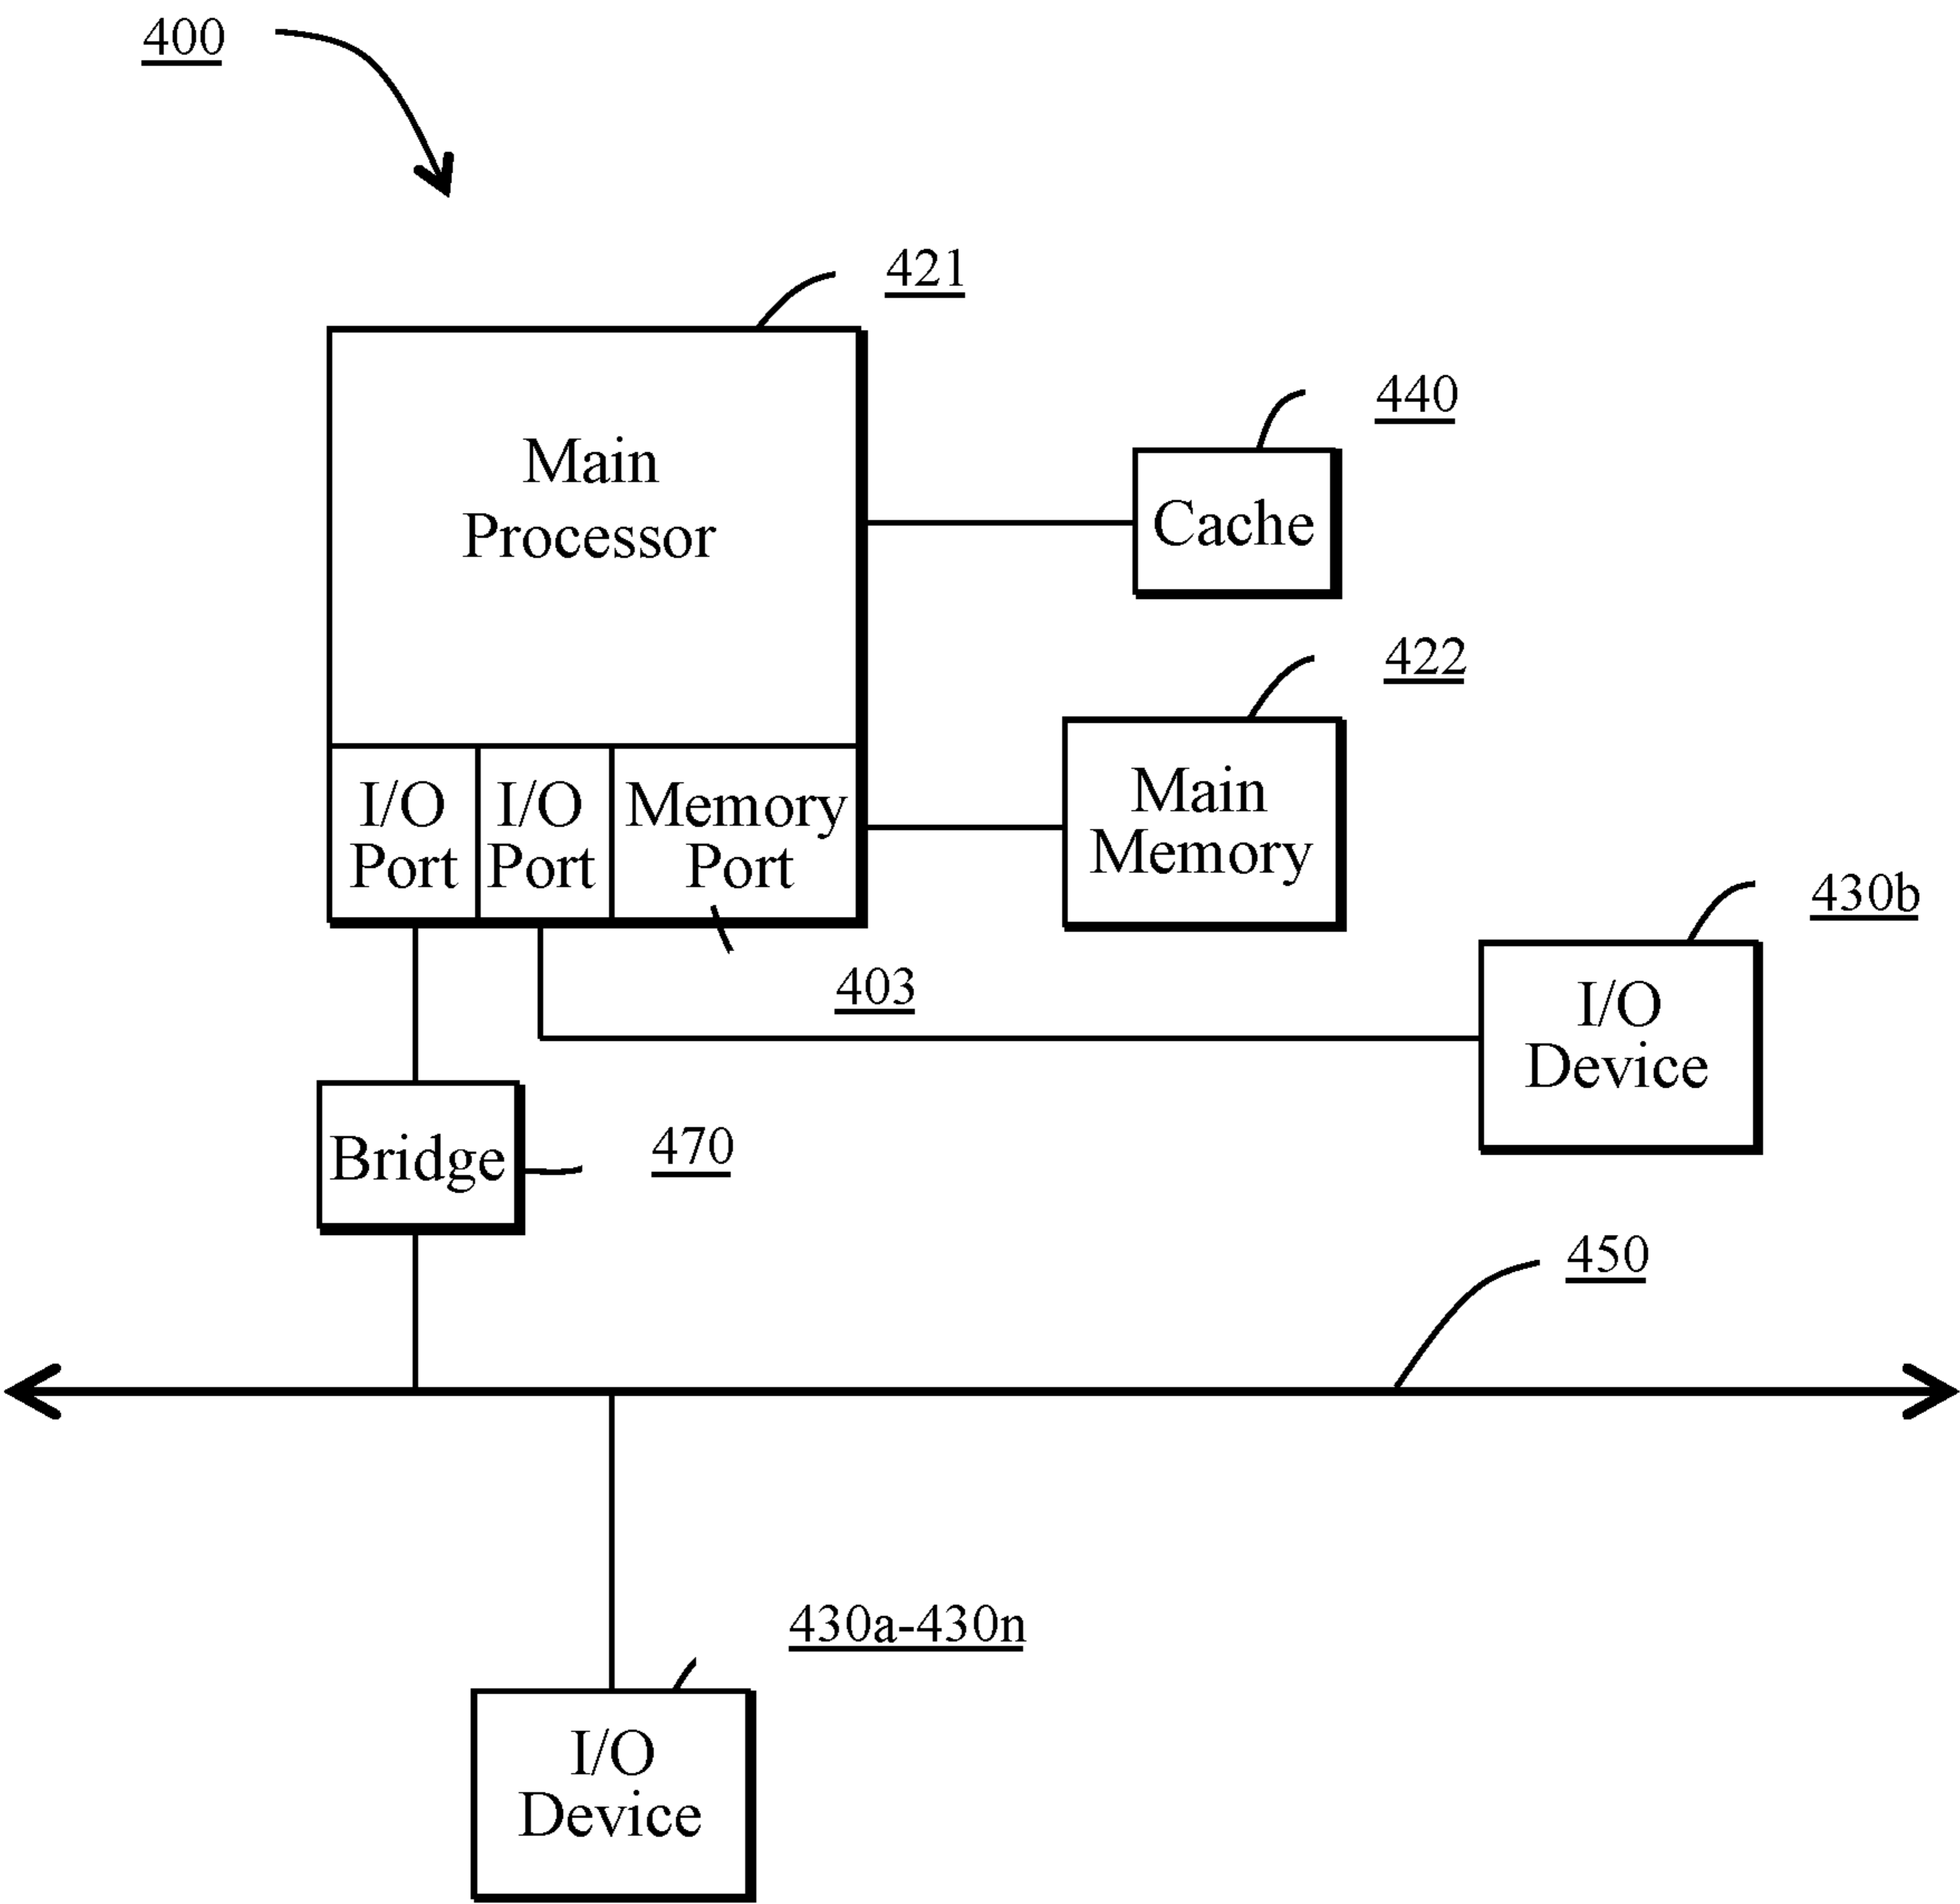 400
421
440
Main
Processor
Cache
422
I/O
Port
I/O
Port
Memory
Port
Main
Memory
430b
403
I/O
Device
Bridge
470
450
430a-430n
I/O
Device